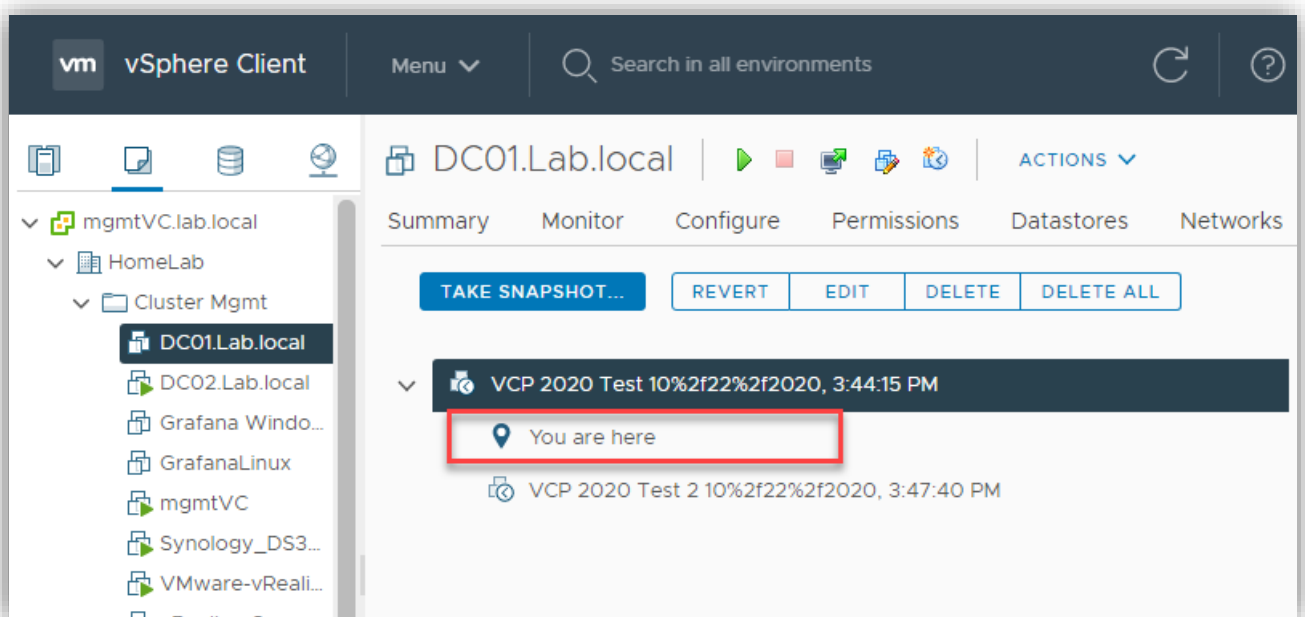 vm vSphere Client Menu Search in all environments
DC01.Lab.local ACTIONS
Summary Monitor Configure Permissions Datastores Networks
TAKE SNAPSHOT... REVERT EDIT DELETE DELETE ALL
mgmtVC.lab.local
HomeLab
Cluster Mgmt
DC01.Lab.local
DC02.Lab.local
Grafana Windo...
GrafanaLinux
mgmtVC
Synology_DS3...
VMware-vReali...
VCP 2020 Test 10%2f22%2f2020, 3:44:15 PM
You are here
VCP 2020 Test 2 10%2f22%2f2020, 3:47:40 PM